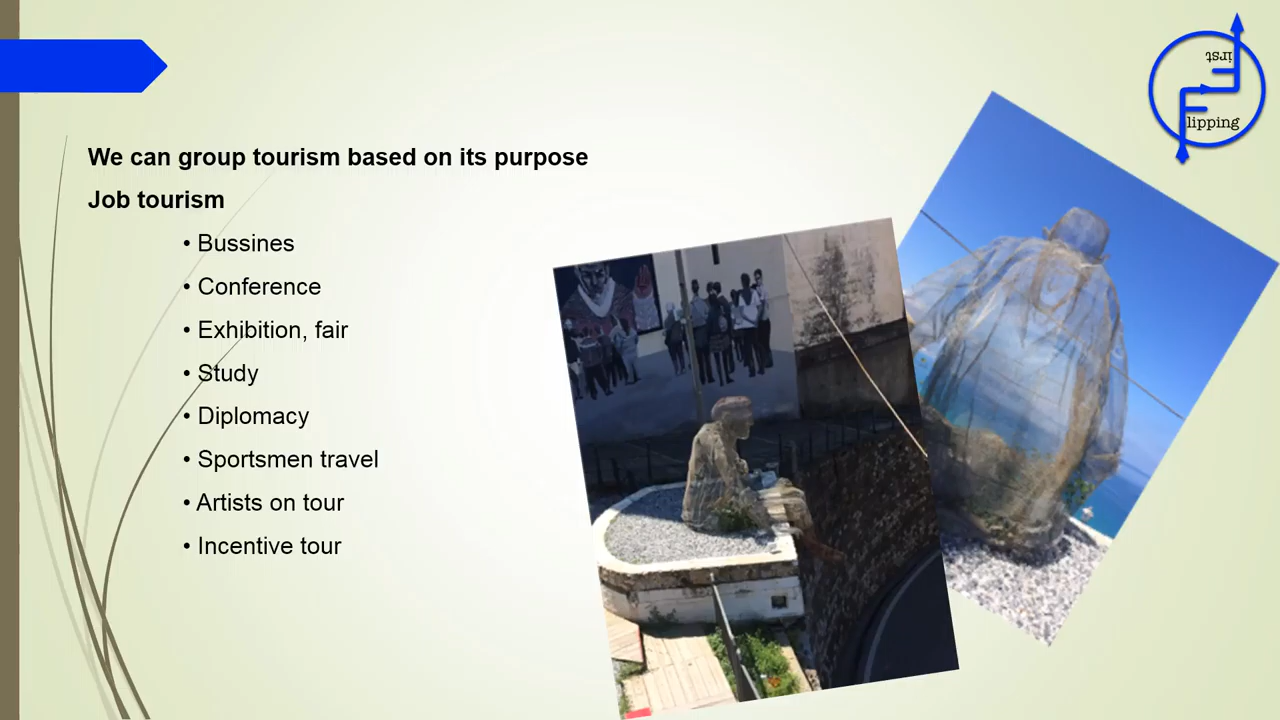 irst
lipping
We can group tourism based on its purpose
Job tourism
• Bussines
• Conference
• Exhibition, fair
• Study
• Diplomacy
• Sportsmen travel
• Artists on tour
• Incentive tour